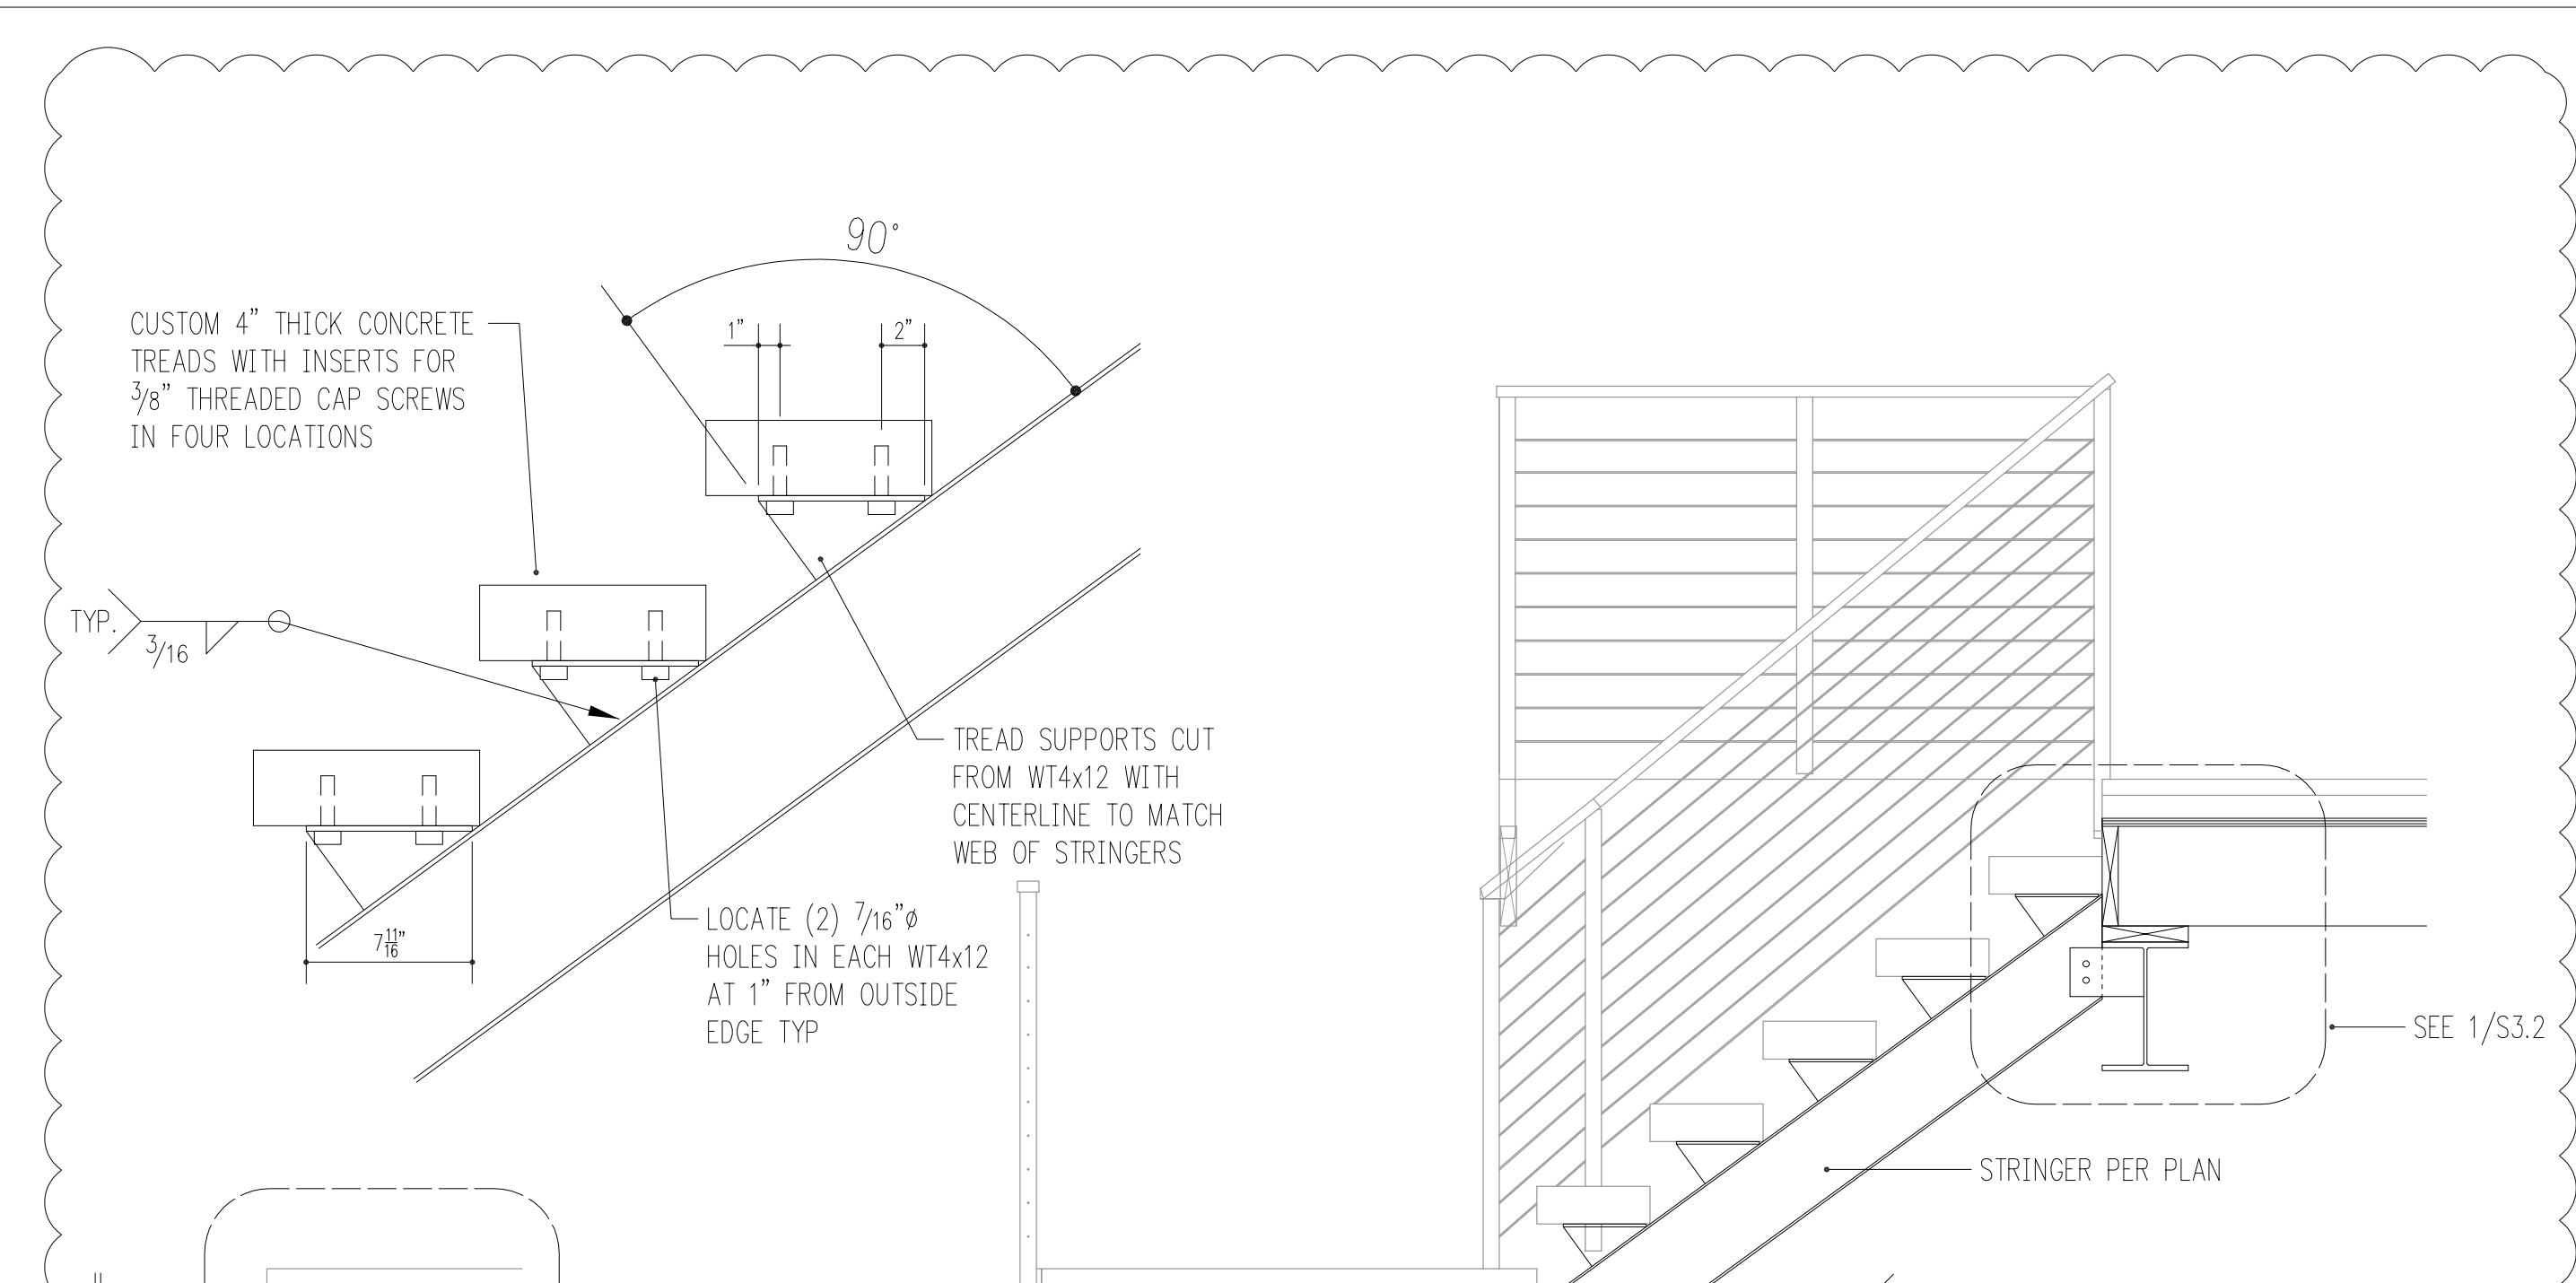 90°
1”
2”
CUSTOM 4” THICK CONCRETE
TREADS WITH INSERTS FOR
3/8” THREADED CAP SCREWS
IN FOUR LOCATIONS
TYP.
3/16
TREAD SUPPORTS CUT
FROM WT4x12 WITH
CENTERLINE TO MATCH
WEB OF STRINGERS
LOCATE (2) 7/16”ø
HOLES IN EACH WT4x12
AT 1” FROM OUTSIDE
EDGE TYP
7 11/16”
SEE 1/S3.2
STRINGER PER PLAN